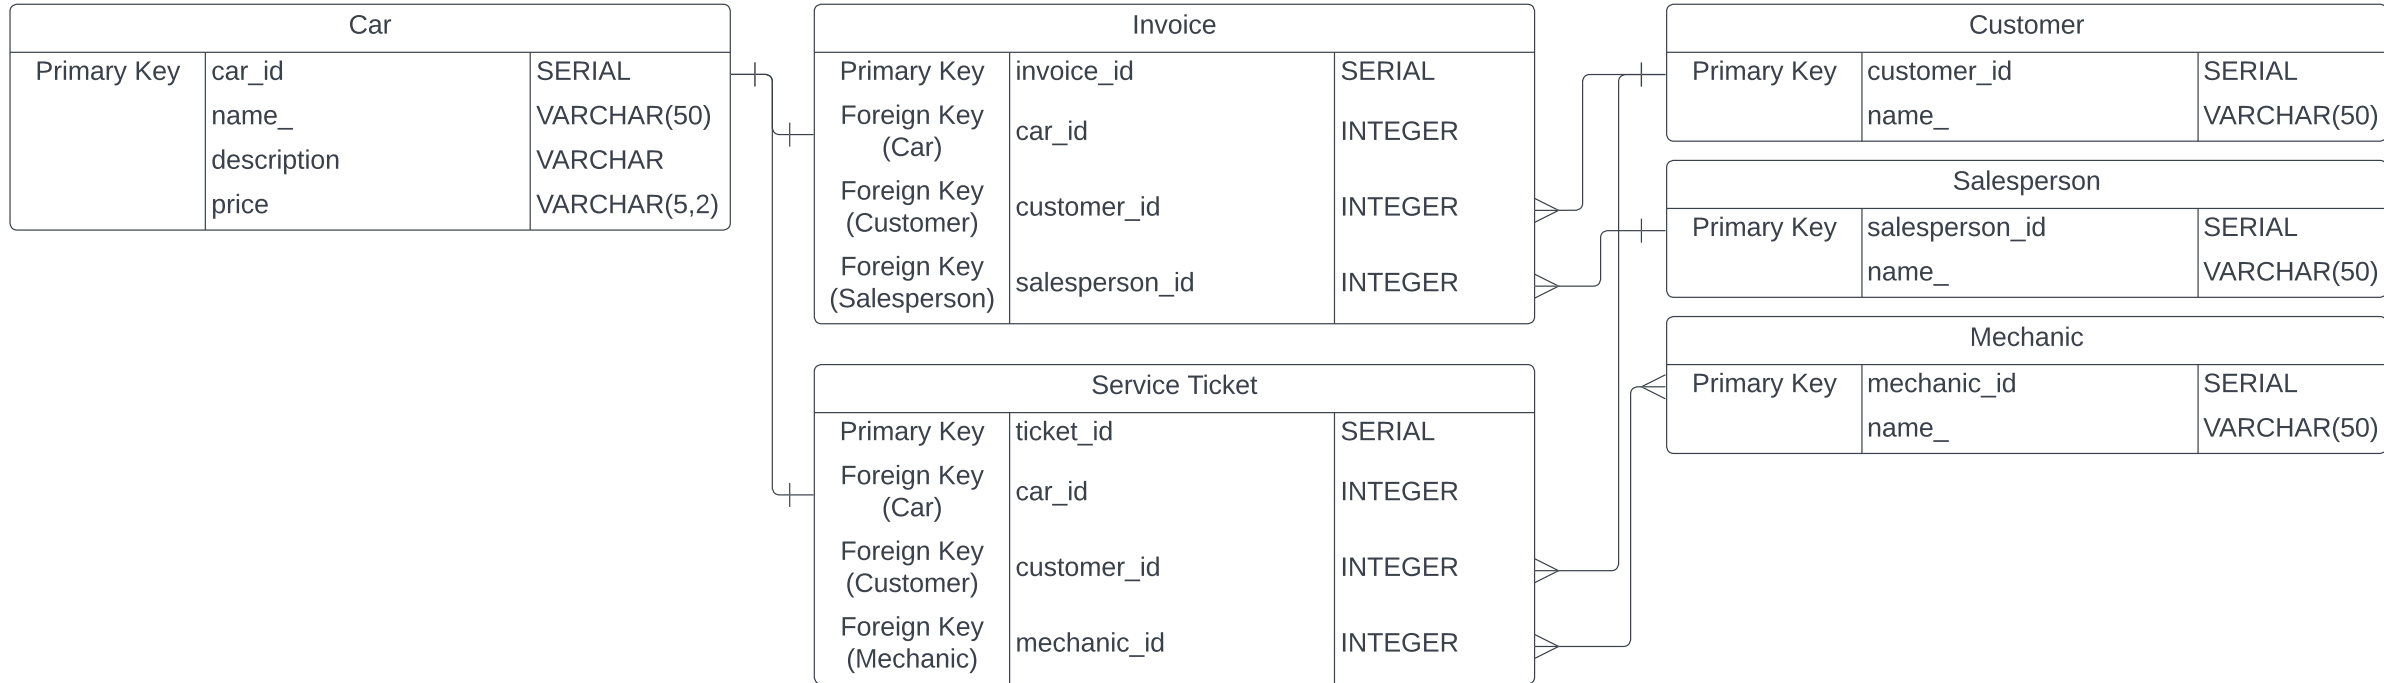 Car
Primary Key car_id SERIAL
name_ VARCHAR(50)
description VARCHAR
price VARCHAR(5,2)
Invoice
Primary Key invoice_id SERIAL
Foreign Key
(Car) car_id INTEGER
Foreign Key
(Customer) customer_id INTEGER
Foreign Key
(Salesperson) salesperson_id INTEGER
Service Ticket
Primary Key ticket_id SERIAL
Foreign Key
(Car) car_id INTEGER
Foreign Key
(Customer) customer_id INTEGER
Foreign Key
(Mechanic) mechanic_id INTEGER
Customer
Primary Key customer_id SERIAL
name_ VARCHAR(50)
Salesperson
Primary Key salesperson_id SERIAL
name_ VARCHAR(50)
Mechanic
Primary Key mechanic_id SERIAL
name_ VARCHAR(50)